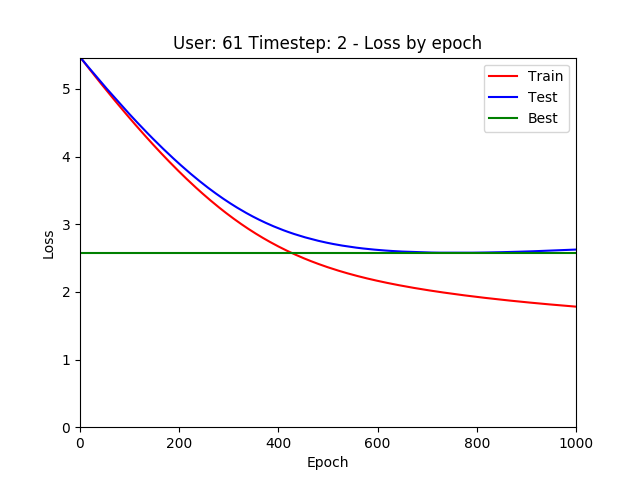 User: 61 Timestep: 2 - Loss by epoch
Train
Test
Best
5
4
3
2
1
0
Loss
0 200 400 600 800 1000
Epoch